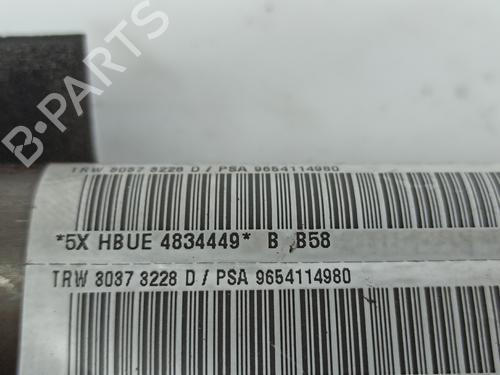 B-PARTS
TRW 3037 3228 D / PSA 9654114980
*5X HBUE 4834449* B B58
TRW 3037 3228 D / PSA 9654114980